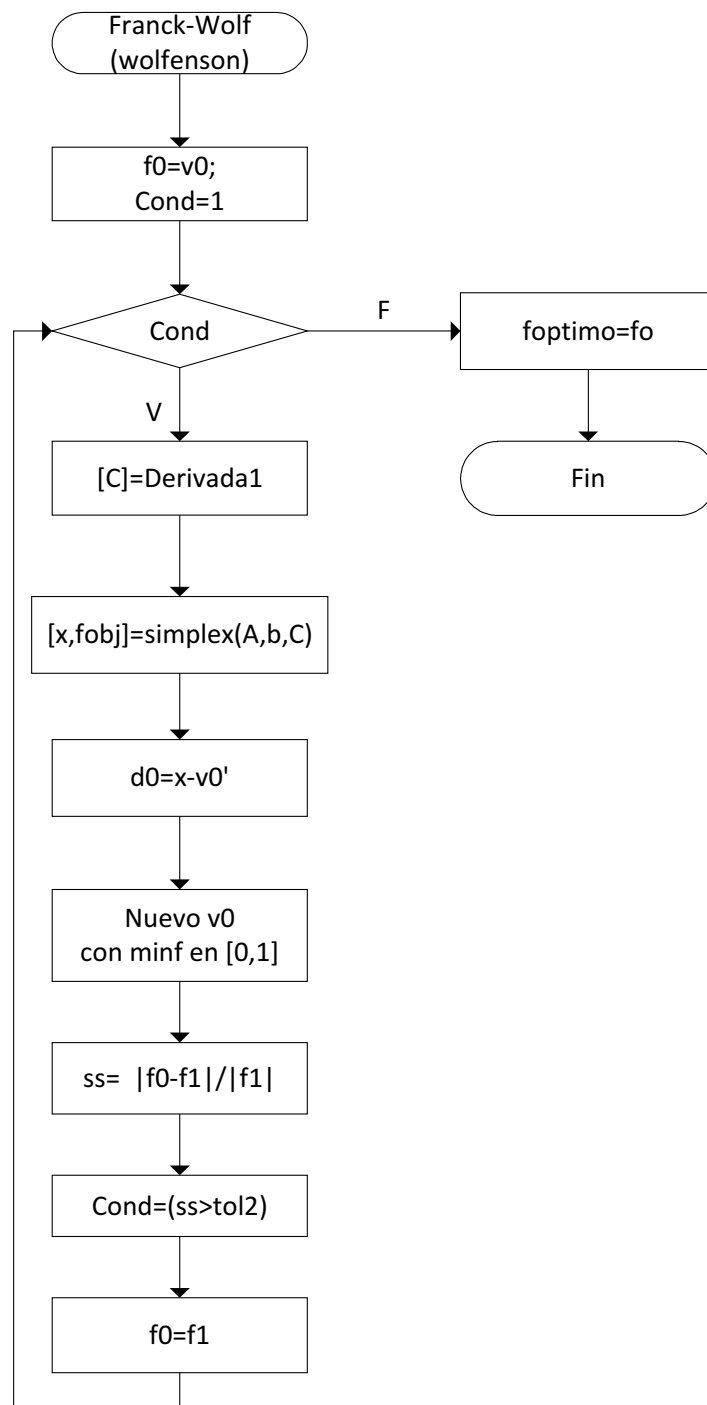 Franck-Wolf
(wolfenson)
f0=v0;
Cond=1
Cond
F
foptimo=fo
V
[C]=Derivada1
Fin
[x,fobj]=simplex(A,b,C)
d0=x-v0'
Nuevo v0
con minf en [0,1]
ss= |f0-f1|/|f1|
Cond=(ss>tol2)
f0=f1